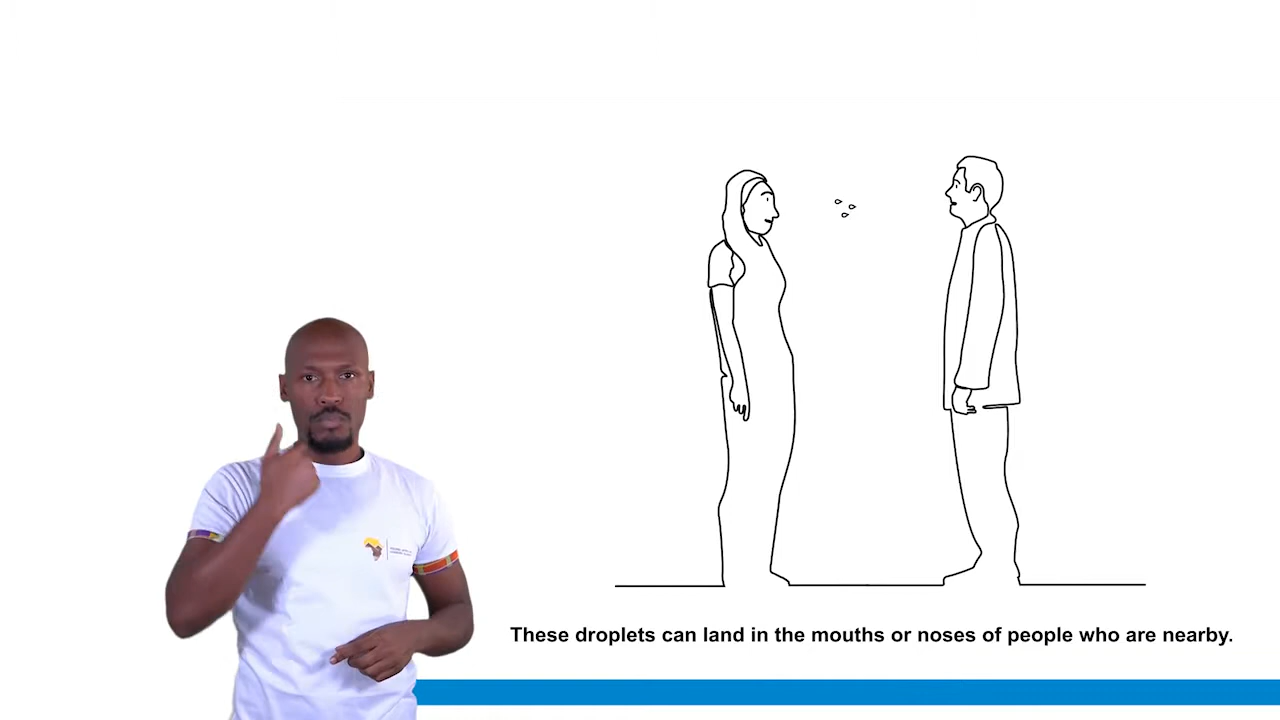 These droplets can land in the mouths or noses of people who are nearby.